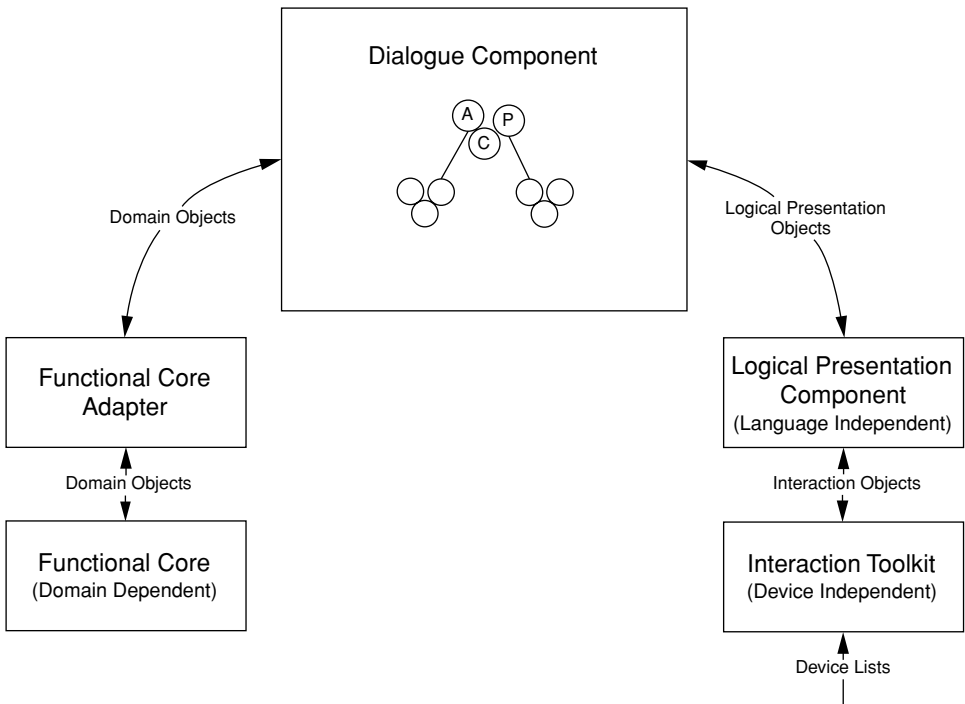 Dialogue Component
A
P
C
Domain Objects
Logical Presentation
Objects
Functional Core
Adapter
Logical Presentation
Component
(Language Independent)
Domain Objects
Interaction Objects
Functional Core
(Domain Dependent)
Interaction Toolkit
(Device Independent)
Device Lists